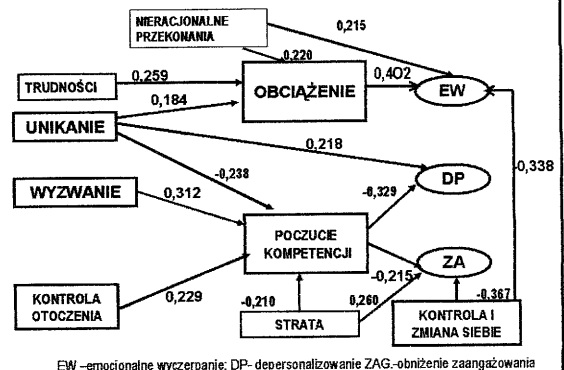 NIERACJONALNE
PRZEKONANIA
0,215
0,220
TRUDNOŚCI
0,259
OBCIĄŻENIE
0,402
EW
0,184
UNIKANIE
0,218
-0,238
0,338
WYZWANIE
0,312
DP
-0,329
POCZUCIE
KOMPETENCJI
ZA
-0,215
KONTROLA
OTOCZENIA
0,229
-0,210
0,260
-0,367
STRATA
KONTROLA I
ZMIANA SIEBIE
EW –emocjonalne wyczerpanie; DP- depersonalizowanie ZAG.-obniżenie zaangażowania